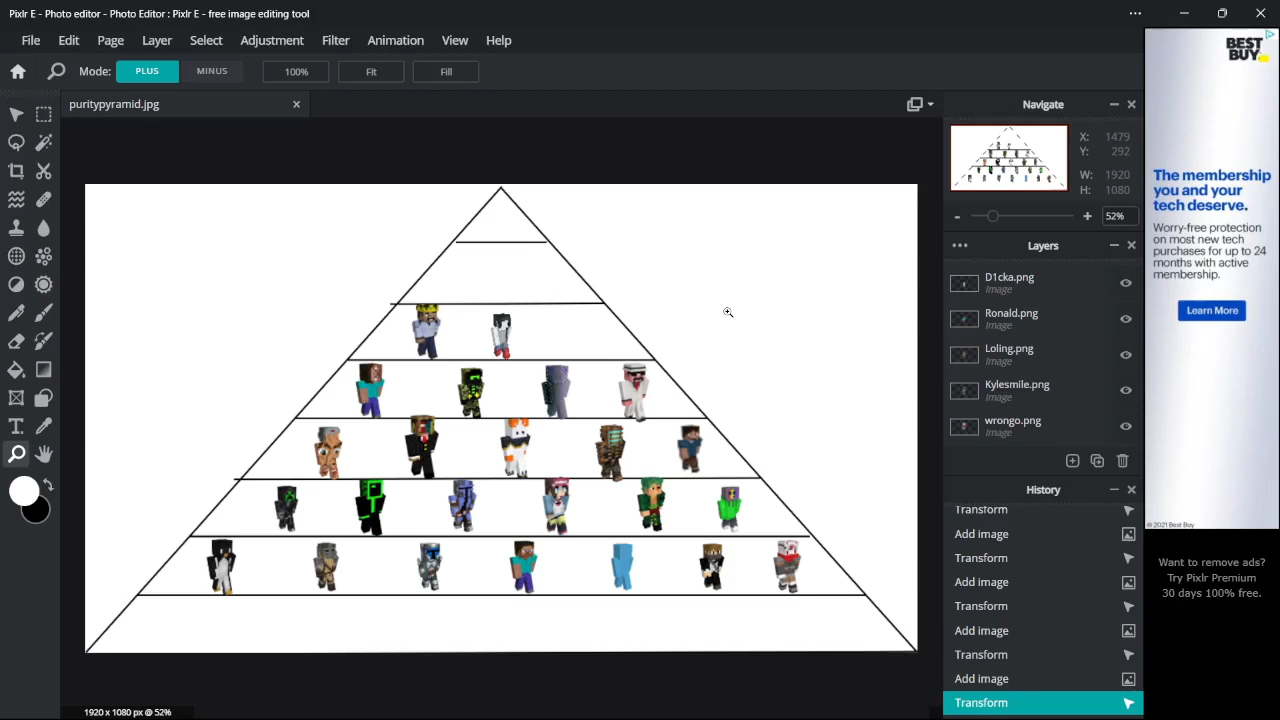 Pixlr E - Photo editor - Photo Editor : Pixlr E - free image editing tool
File Edit Page Layer Select Adjustment Filter Animation View Help
Mode: PLUS MINUS 100% Fit Fill
puritypyramid.jpg
Navigate
X: 1479
Y: 292
W: 1920
H: 1080
- + 52%
Layers
D1cka.png
Image
Ronald.png
Image
Loling.png
Image
Kylesmile.png
Image
wrongo.png
Image
History
Transform
Add image
Transform
Add image
Transform
Add image
Transform
Add image
Transform
1920 x 1080 px @ 52%
BEST
BUY
The membership
you and your
tech deserve.
Worry-free protection
on most new tech
purchases for up to 24
months with active
membership.
Learn More
© 2021 Best Buy
Want to remove ads?
Try Pixlr Premium
30 days 100% free.